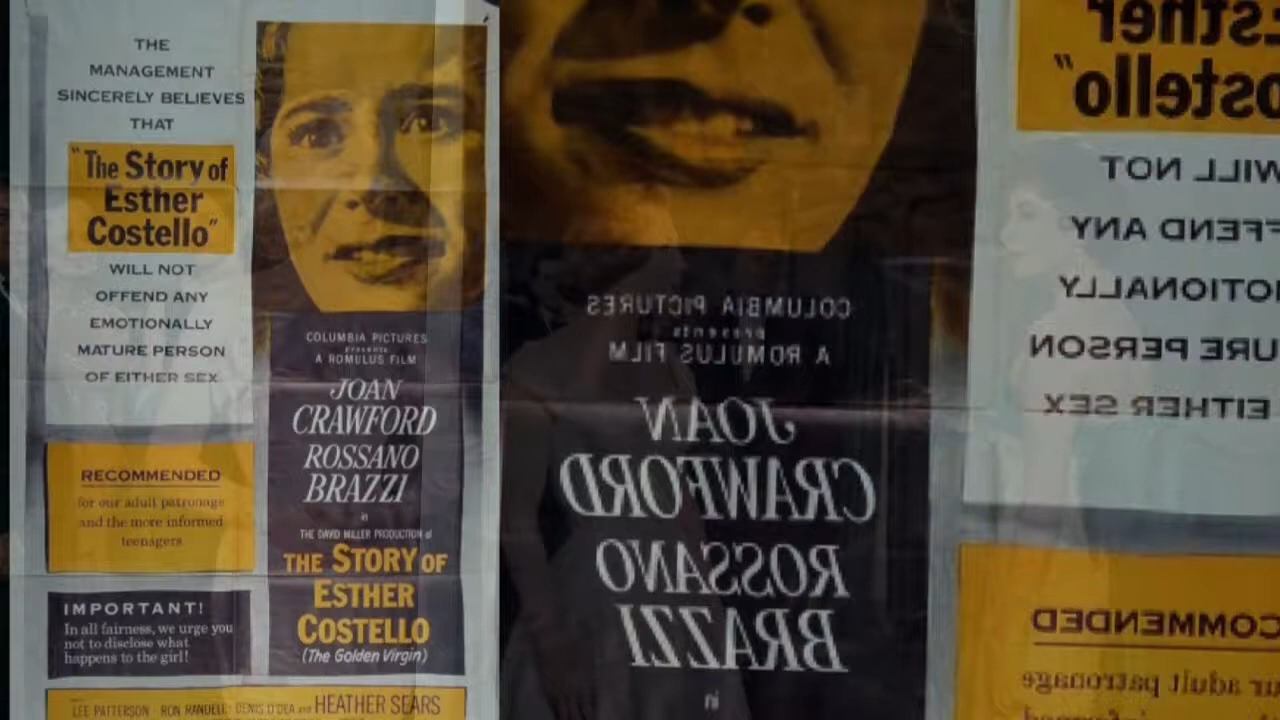 THE
MANAGEMENT
SINCERELY BELIEVES
THAT
"The Story of
Esther
Costello"
WILL NOT
OFFEND ANY
EMOTIONALLY
MATURE PERSON
OF EITHER SEX
RECOMMENDED
for our adult patronage
and the more informed
teenagers
IMPORTANT!
In all fairness, we urge you
not to disclose what
happens to the girl!
COLUMBIA PICTURES
presents
A ROMULUS FILM
JOAN
CRAWFORD
ROSSANO
BRAZZI
in
THE DAVID MILLER PRODUCTION of
THE STORY OF
ESTHER
COSTELLO
(The Golden Virgin)
LEE PATTERSON · RON RANDELL · DENIS O'DEA and HEATHER SEARS
COLUMBIA PICTURES
presents
A ROMULUS FILM
JOAN
CRAWFORD
ROSSANO
BRAZZI
in
Esther
ostello"
WILL NOT
FFEND ANY
OTIONALLY
URE PERSON
EITHER SEX
COMMENDED
ur adult patronage